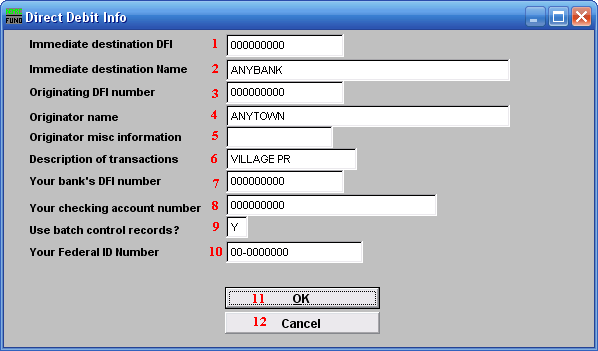 FUND Direct Debit Info
Immediate destination DFI 1 000000000
Immediate destination Name 2 ANYBANK
Originating DFI number 3 000000000
Originator name 4 ANYTOWN
Originator misc information 5
Description of transactions 6 VILLAGE PR
Your bank's DFI number 7 000000000
Your checking account number 8 000000000
Use batch control records? 9 Y
Your Federal ID Number 10 00-0000000
11 OK
12 Cancel